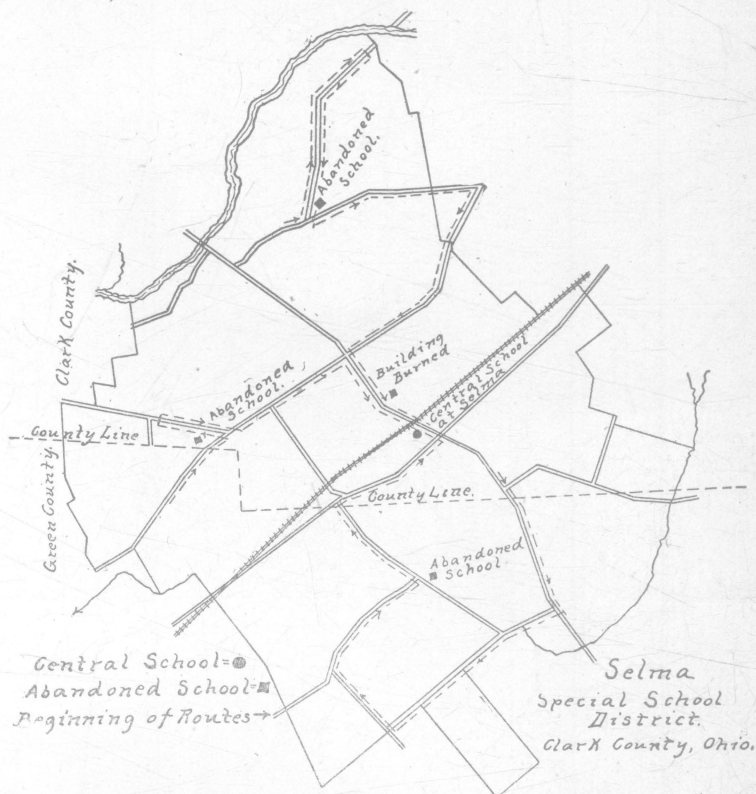 Abandoned
School.
Clark County.
Building
Burned
Abandoned
School.
Central School
at Selma
County Line
County Line.
Green County.
Abandoned
School.
Central School=
Abandoned School=
Beginning of Routes→
Selma
Special School
District.
Clark County, Ohio.